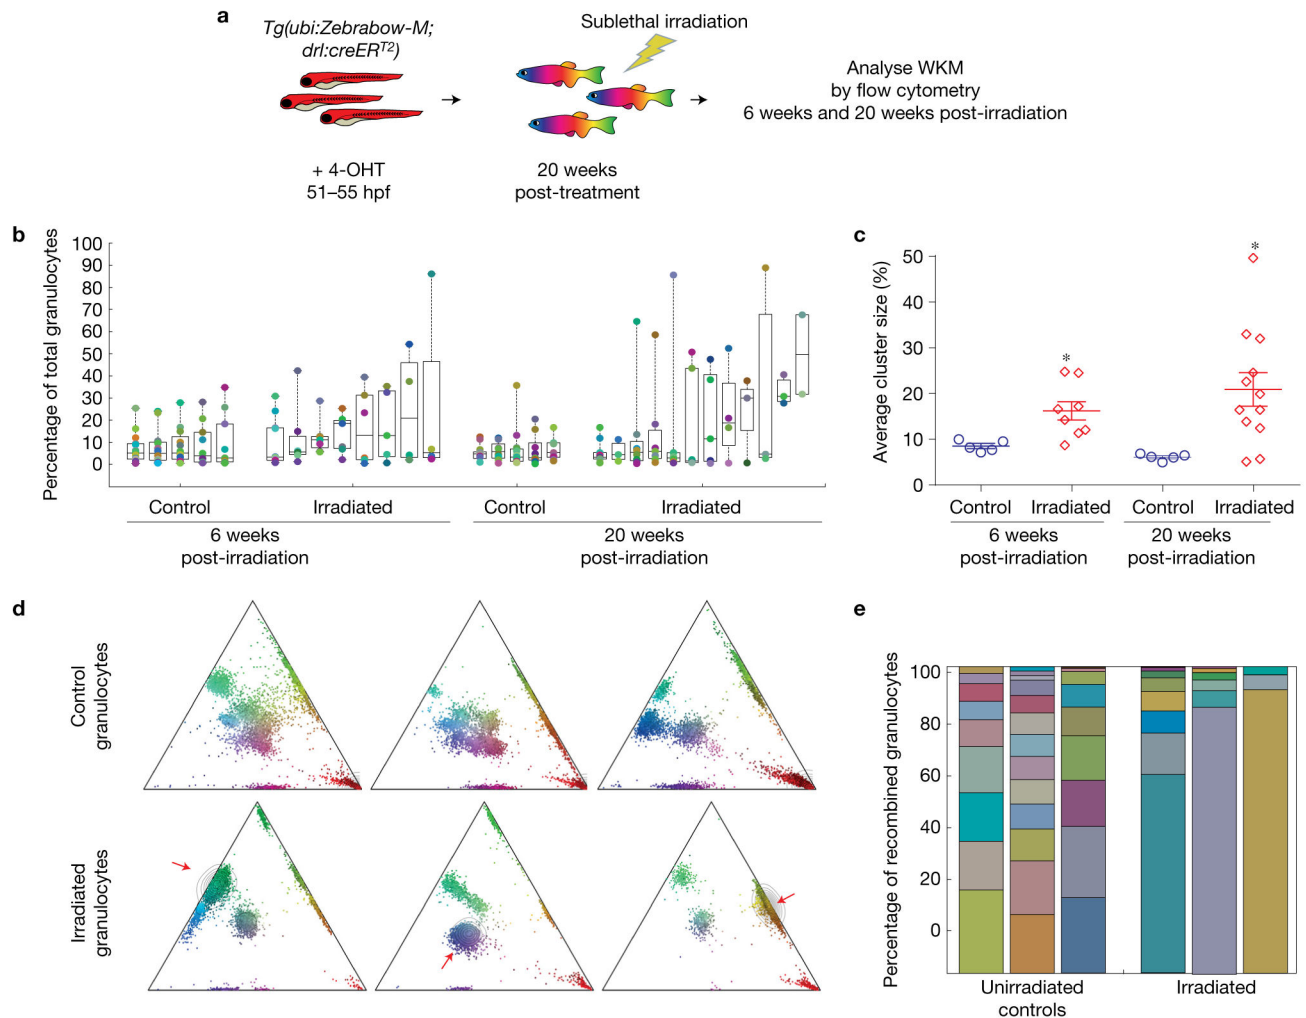 a
Tg(ubi:Zebrabow-M;
drl:creERT2)
Sublethal irradiation
Analyse WKM
by flow cytometry
6 weeks and 20 weeks post-irradiation
+ 4-OHT
51–55 hpf
20 weeks
post-treatment
b
Percentage of total granulocytes
100
90
80
70
60
50
40
30
20
10
0
Control
Irradiated
Control
Irradiated
6 weeks
post-irradiation
20 weeks
post-irradiation
c
Average cluster size (%)
50
40
30
20
10
0
*
*
Control
Irradiated
Control
Irradiated
6 weeks
post-irradiation
20 weeks
post-irradiation
d
Control
granulocytes
Irradiated
granulocytes
e
Percentage of recombined granulocytes
100
80
60
40
20
0
Unirradiated
controls
Irradiated